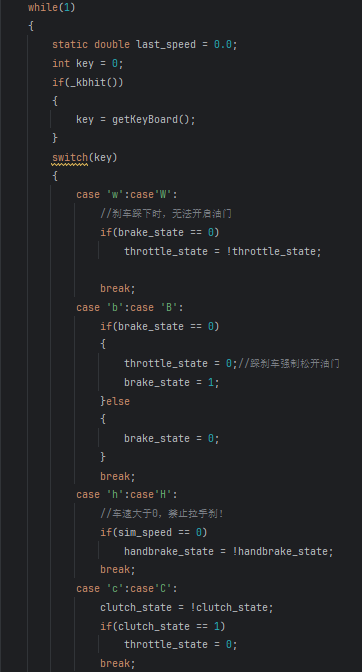 while(1)
{
static double last_speed = 0.0;
int key = 0;
if(_kbhit())
{
key = getKeyBoard();
}
switch(key)
{
case 'w':case'W':
//刹车踩下时，无法开启油门
if(brake_state == 0)
throttle_state = !throttle_state;
break;
case 'b':case 'B':
if(brake_state == 0)
{
throttle_state = 0;//踩刹车强制松开油门
brake_state = 1;
}else
{
brake_state = 0;
}
break;
case 'h':case'H':
//车速大于0，禁止拉手刹！
if(sim_speed == 0)
handbrake_state = !handbrake_state;
break;
case 'c':case'C':
clutch_state = !clutch_state;
if(clutch_state == 1)
throttle_state = 0;
break;